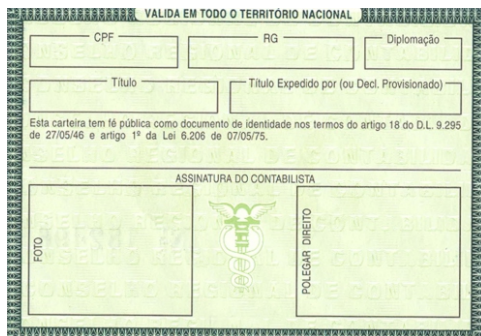 VALIDA EM TODO O TERRITÓRIO NACIONAL
CPF
RG
Diplomação
Título
Título Expedido por (ou Decl. Provisionado)
Esta carteira tem fé pública como documento de identidade nos termos do artigo 18 do D.L. 9.295
de 27/05/46 e artigo 1º da Lei 6.206 de 07/05/75.
ASSINATURA DO CONTABILISTA
FOTO
POLEGAR DIREITO